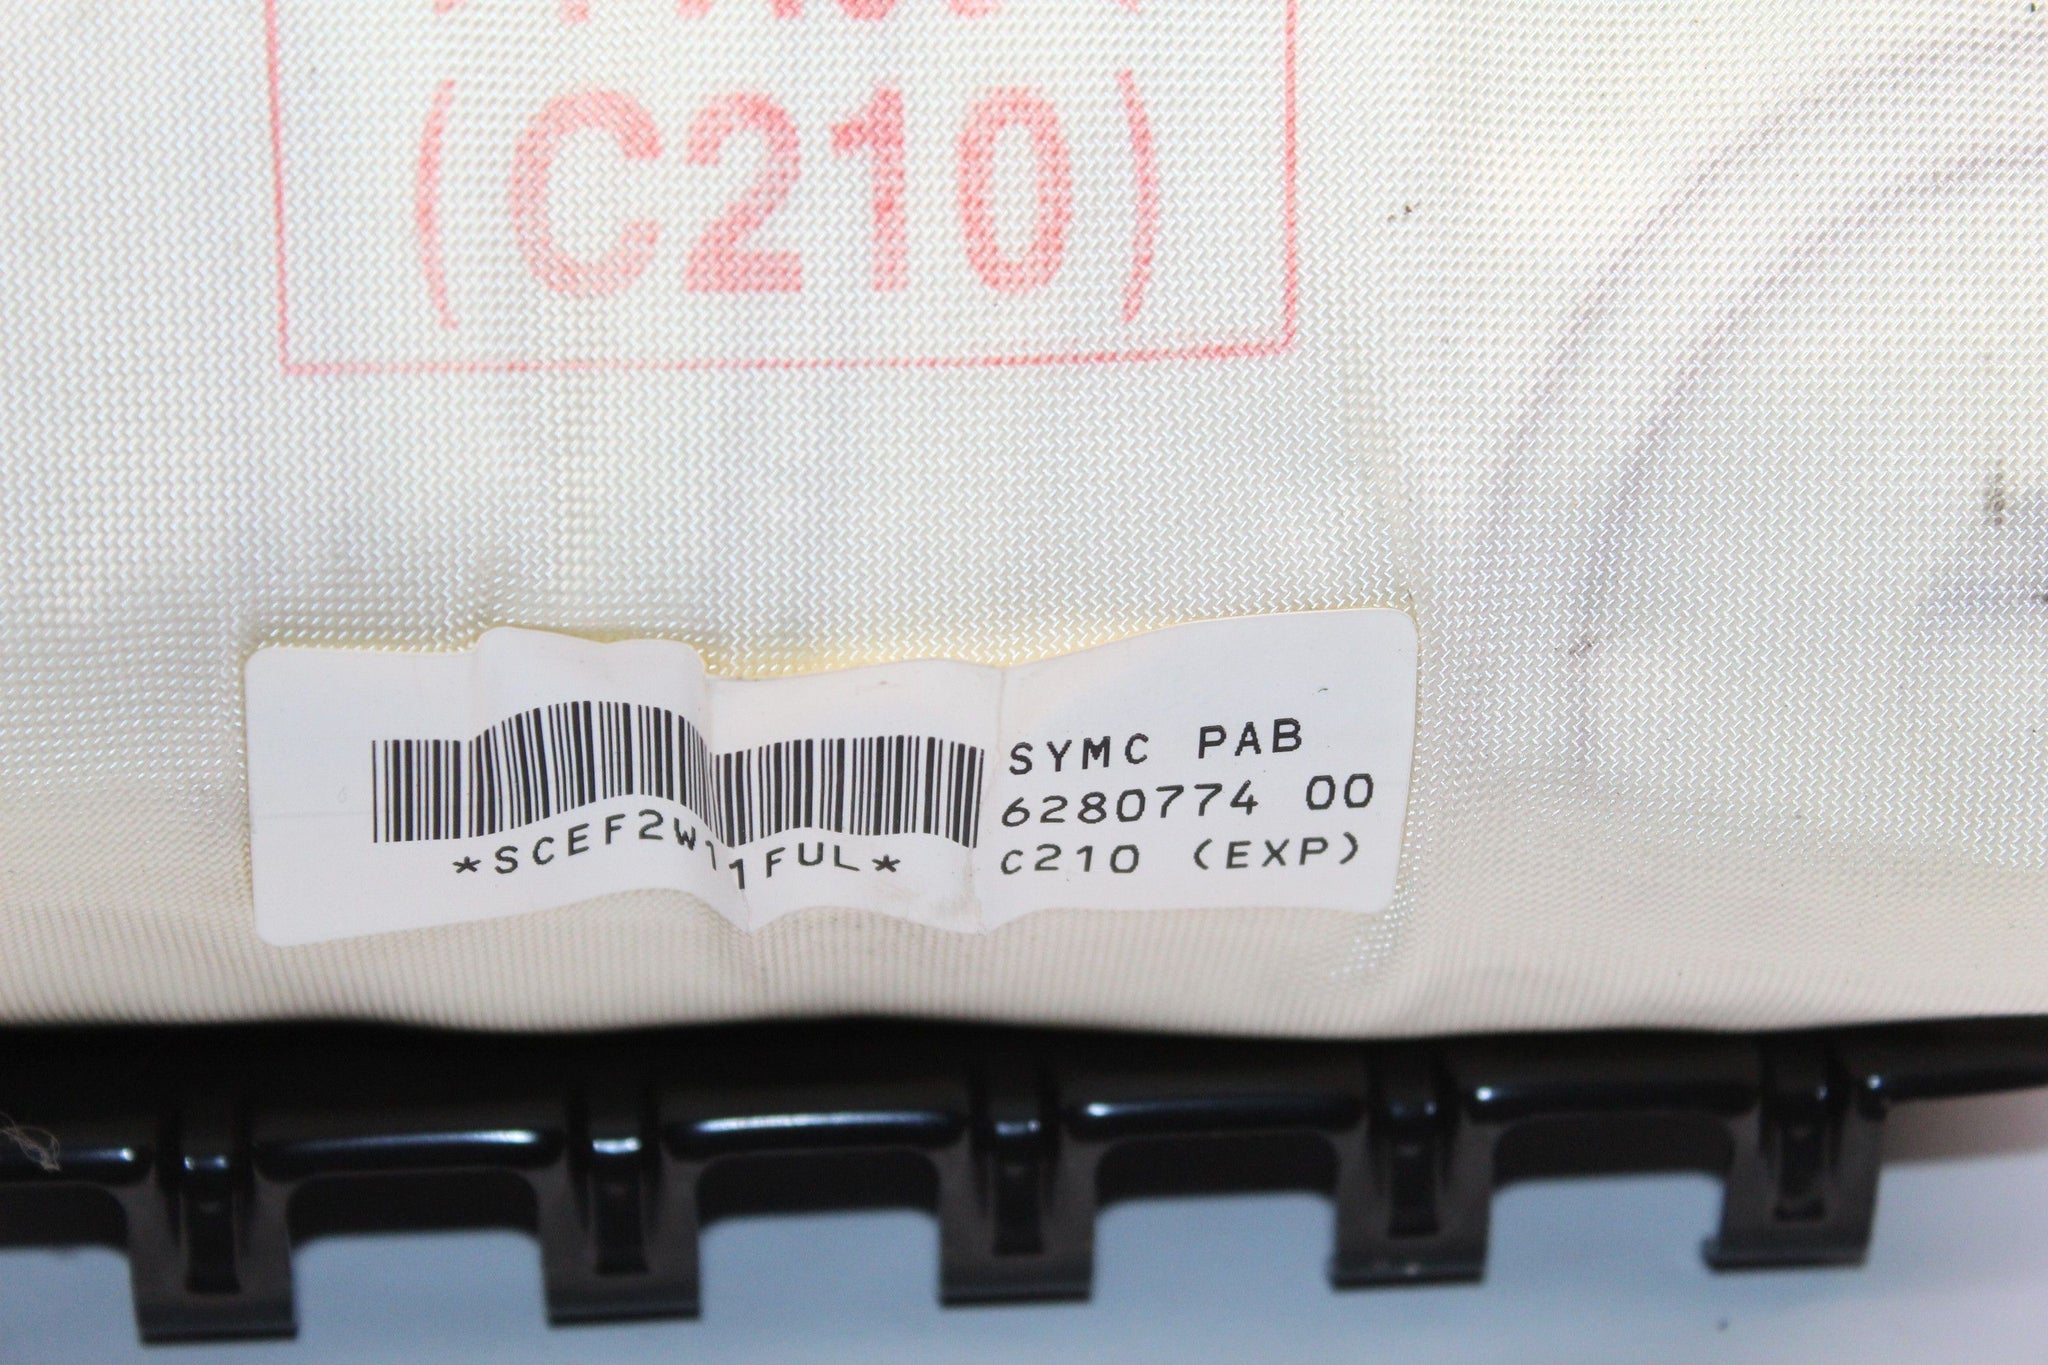 (C210)
SYMC PAB
6280774 00
C210 (EXP)
*SCEF2W11FUL*